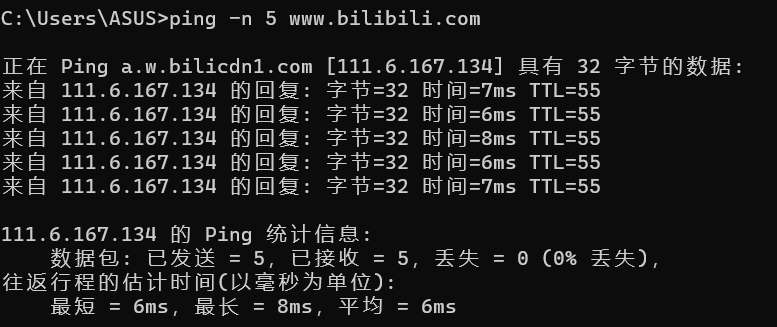 C:\Users\ASUS>ping -n 5 www.bilibili.com
正在 Ping a.w.bilicdn1.com [111.6.167.134] 具有 32 字节的数据:
来自 111.6.167.134 的回复: 字节=32 时间=7ms TTL=55
来自 111.6.167.134 的回复: 字节=32 时间=6ms TTL=55
来自 111.6.167.134 的回复: 字节=32 时间=8ms TTL=55
来自 111.6.167.134 的回复: 字节=32 时间=6ms TTL=55
来自 111.6.167.134 的回复: 字节=32 时间=7ms TTL=55
111.6.167.134 的 Ping 统计信息:
数据包: 已发送 = 5，已接收 = 5，丢失 = 0 (0% 丢失)，
往返行程的估计时间(以毫秒为单位):
最短 = 6ms，最长 = 8ms，平均 = 6ms